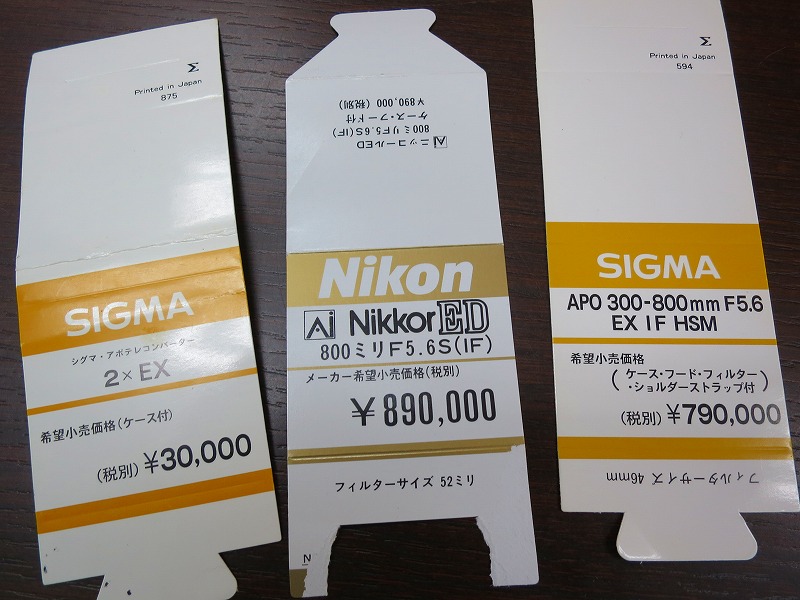 Σ
Printed in Japan
875
SIGMA
シグマ・アポテレコンバーター
2× EX
希望小売価格(ケース付)
(税別) ¥30,000
Ai ニッコールED
800ミリF5.6S(IF)
ケース・フード付
¥890,000 (税別)
Nikon
Ai Nikkor ED
800ミリF5.6S(IF)
メーカー希望小売価格(税別)
¥890,000
フィルターサイズ 52ミリ
N
Σ
Printed in Japan
594
SIGMA
APO 300-800mm F5.6
EX IF HSM
希望小売価格
(ケース・フード・フィルター
・ショルダーストラップ付)
(税別) ¥790,000
フィルターサイズ 46mm